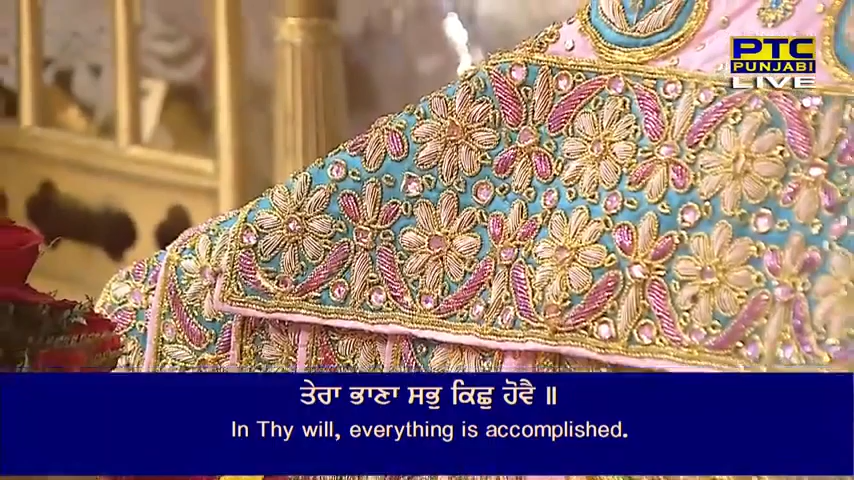 PTC
PUNJABI
LIVE
ਤੇਰਾ ਭਾਣਾ ਸਭੁ ਕਿਛੁ ਹੋਵੈ ॥
In Thy will, everything is accomplished.